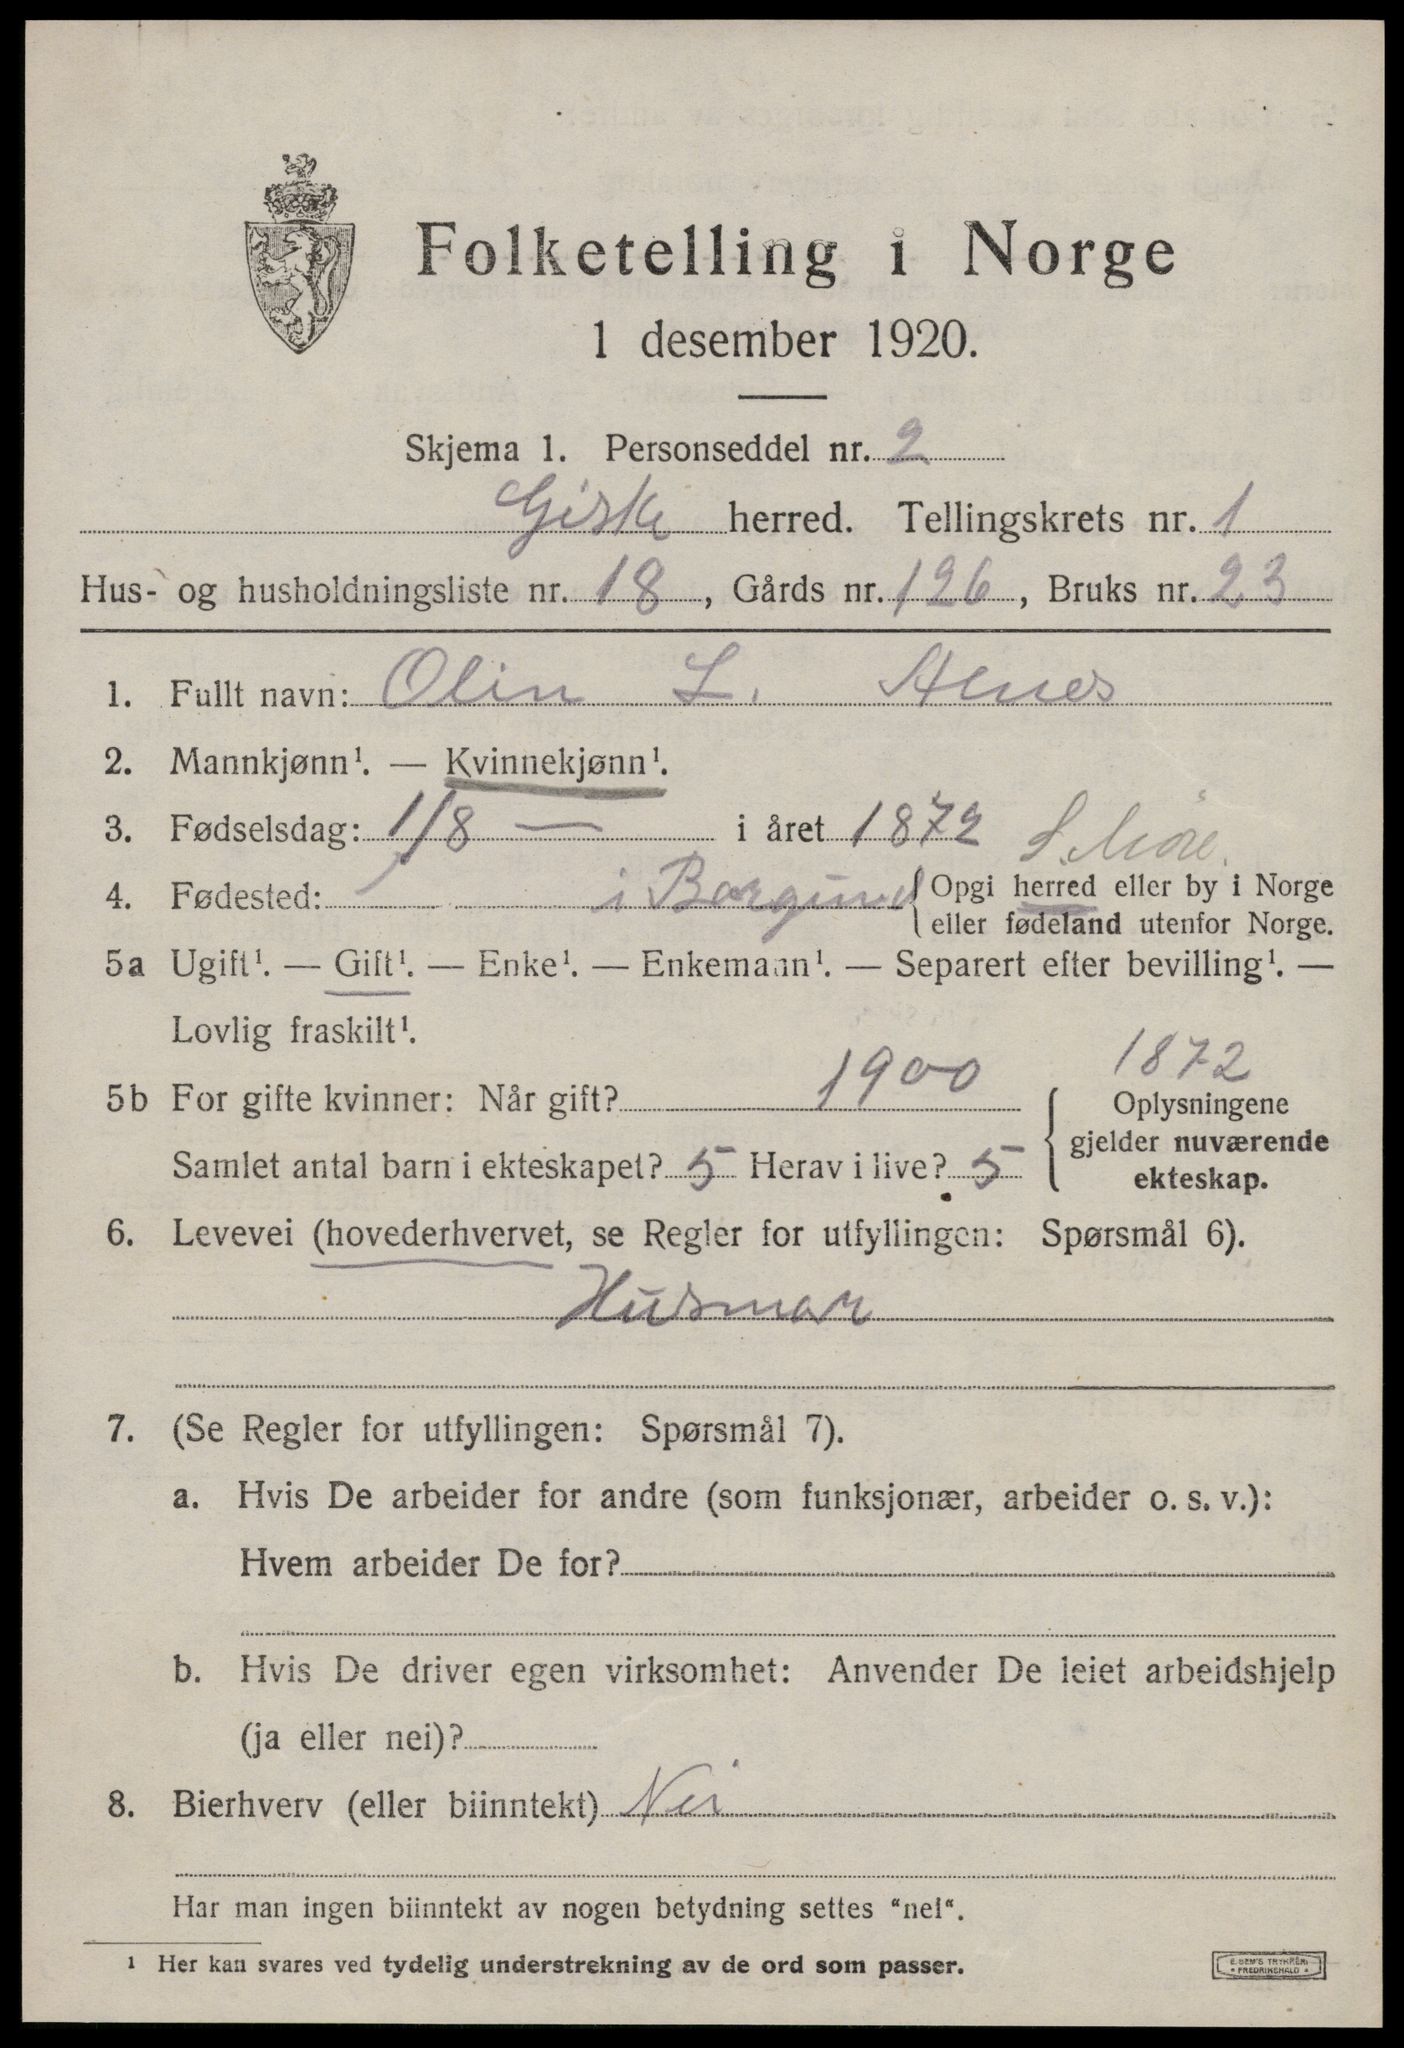 Folketelling i Norge
1 desember 1920.
Skjema 1. Personseddel nr. 2
Giske herred. Tellingskrets nr. 1
Hus- og husholdningsliste nr. 18, Gårds nr. 126, Bruks nr. 23
1. Fullt navn: Olin L. Alnes
2. Mannkjønn¹. — Kvinnekjønn¹.
3. Fødselsdag: 1/8 — i året 1872 S. Møre.
4. Fødested: i Borgund { Opgi herred eller by i Norge
eller fødeland utenfor Norge.
5a Ugift¹. — Gift¹. — Enke¹. — Enkemann¹. — Separert efter bevilling¹. —
Lovlig fraskilt¹.
1872
5b For gifte kvinner: Når gift? 1900 { Oplysningene
gjelder nuværende
Samlet antal barn i ekteskapet? 5 Herav i live? 5
ekteskap.
6. Levevei (hovederhvervet, se Regler for utfyllingen: Spørsmål 6).
Husmor
7. (Se Regler for utfyllingen: Spørsmål 7).
a. Hvis De arbeider for andre (som funksjonær, arbeider o. s. v.):
Hvem arbeider De for?
b. Hvis De driver egen virksomhet: Anvender De leiet arbeidshjelp
(ja eller nei)?
8. Bierhverv (eller biinntekt) Nei
Har man ingen biinntekt av nogen betydning settes "nei".
¹ Her kan svares ved tydelig understrekning av de ord som passer.
E. SEM'S TRYKKERI
• FREDRIKSHALD •